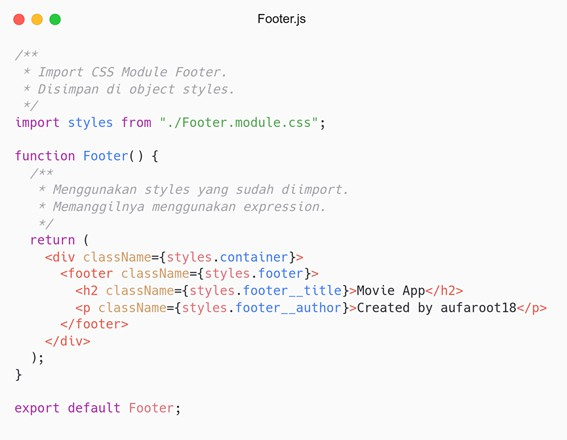 Footer.js
/**
 * Import CSS Module Footer.
 * Disimpan di object styles.
 */
import styles from "./Footer.module.css";

function Footer() {
  /**
   * Menggunakan styles yang sudah diimport.
   * Memanggilnya menggunakan expression.
   */
  return (
    <div className={styles.container}>
      <footer className={styles.footer}>
        <h2 className={styles.footer__title}>Movie App</h2>
        <p className={styles.footer__author}>Created by aufaroot18</p>
      </footer>
    </div>
  );
}

export default Footer;